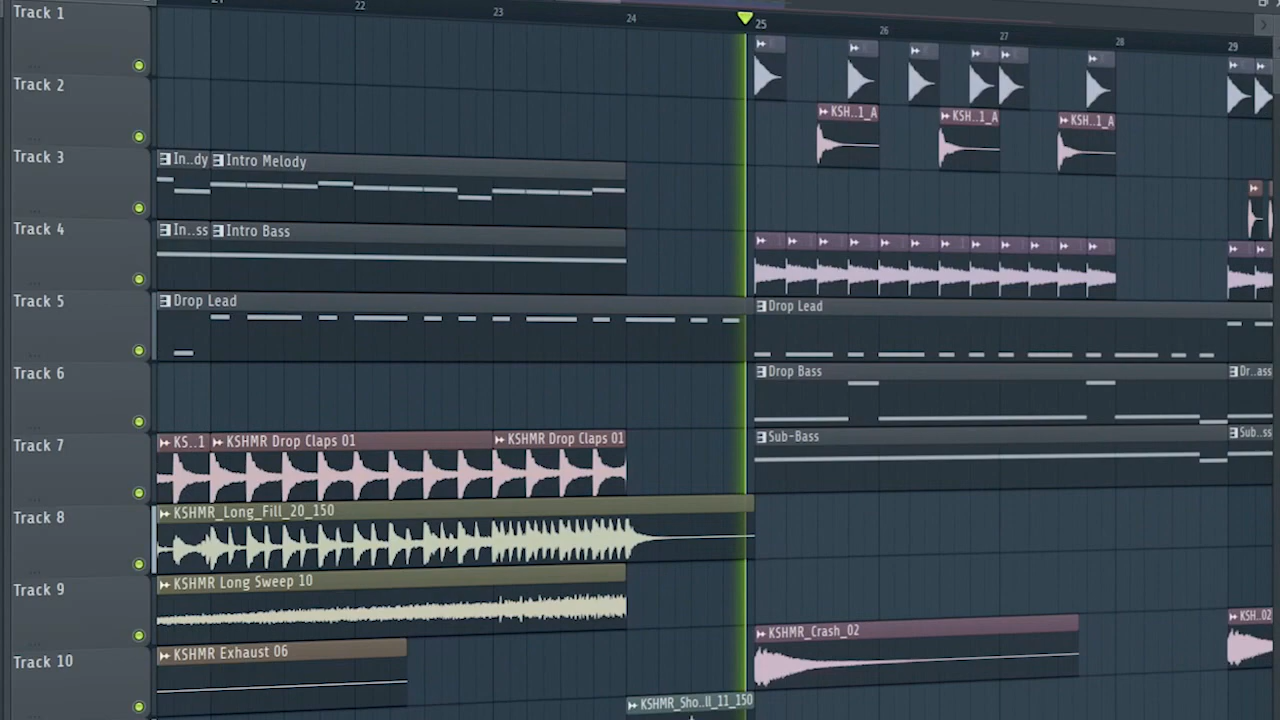 Track 1
22
23
24
25
26
27
28
29
Track 2
KSH..1_A
KSH..1_A
KSH..1_A
Track 3
In..dy
Intro Melody
Track 4
In..ss
Intro Bass
Track 5
Drop Lead
Drop Lead
Track 6
Drop Bass
Dr..ass
Track 7
KS..1
KSHMR Drop Claps 01
KSHMR Drop Claps 01
Sub-Bass
Sub..ss
Track 8
KSHMR_Long_Fill_20_150
Track 9
KSHMR Long Sweep 10
Track 10
KSHMR Exhaust 06
KSHMR_Crash_02
KSH..02
KSHMR_Sho..ll_11_150